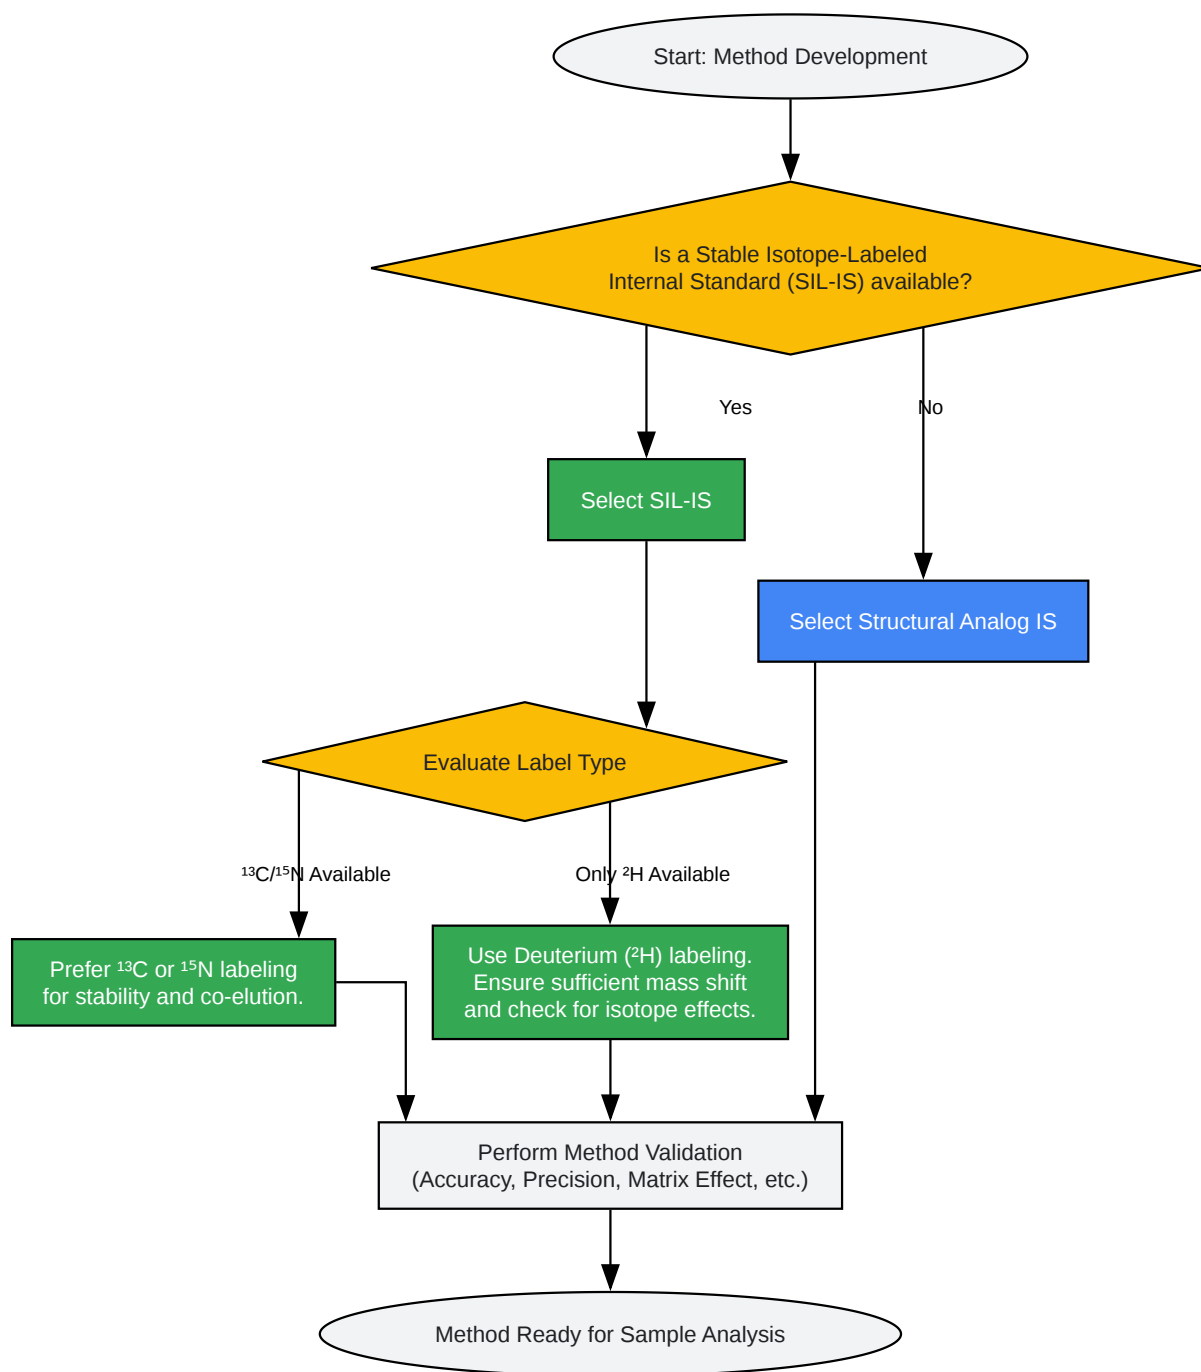 Start: Method Development
Is a Stable Isotope-Labeled
Internal Standard (SIL-IS) available?
Yes
No
Select SIL-IS
Select Structural Analog IS
Evaluate Label Type
¹³C/¹⁵N Available
Only ²H Available
Prefer ¹³C or ¹⁵N labeling
for stability and co-elution.
Use Deuterium (²H) labeling.
Ensure sufficient mass shift
and check for isotope effects.
Perform Method Validation
(Accuracy, Precision, Matrix Effect, etc.)
Method Ready for Sample Analysis